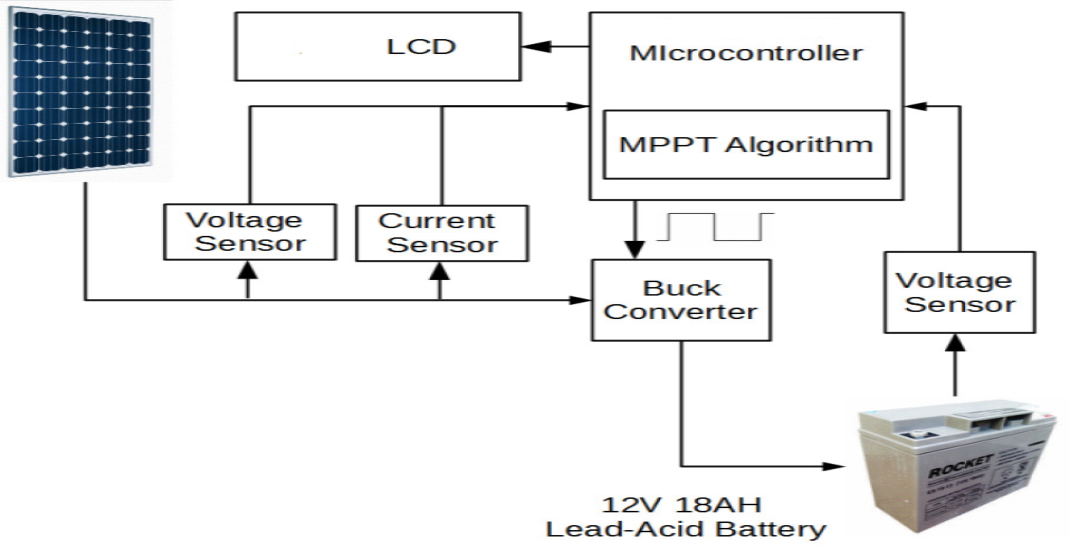 LCD
MIcrocontroller
MPPT Algorithm
Voltage
Sensor
Current
Sensor
Buck
Converter
Voltage
Sensor
ROCKET
12V 18AH
Lead-Acid Battery